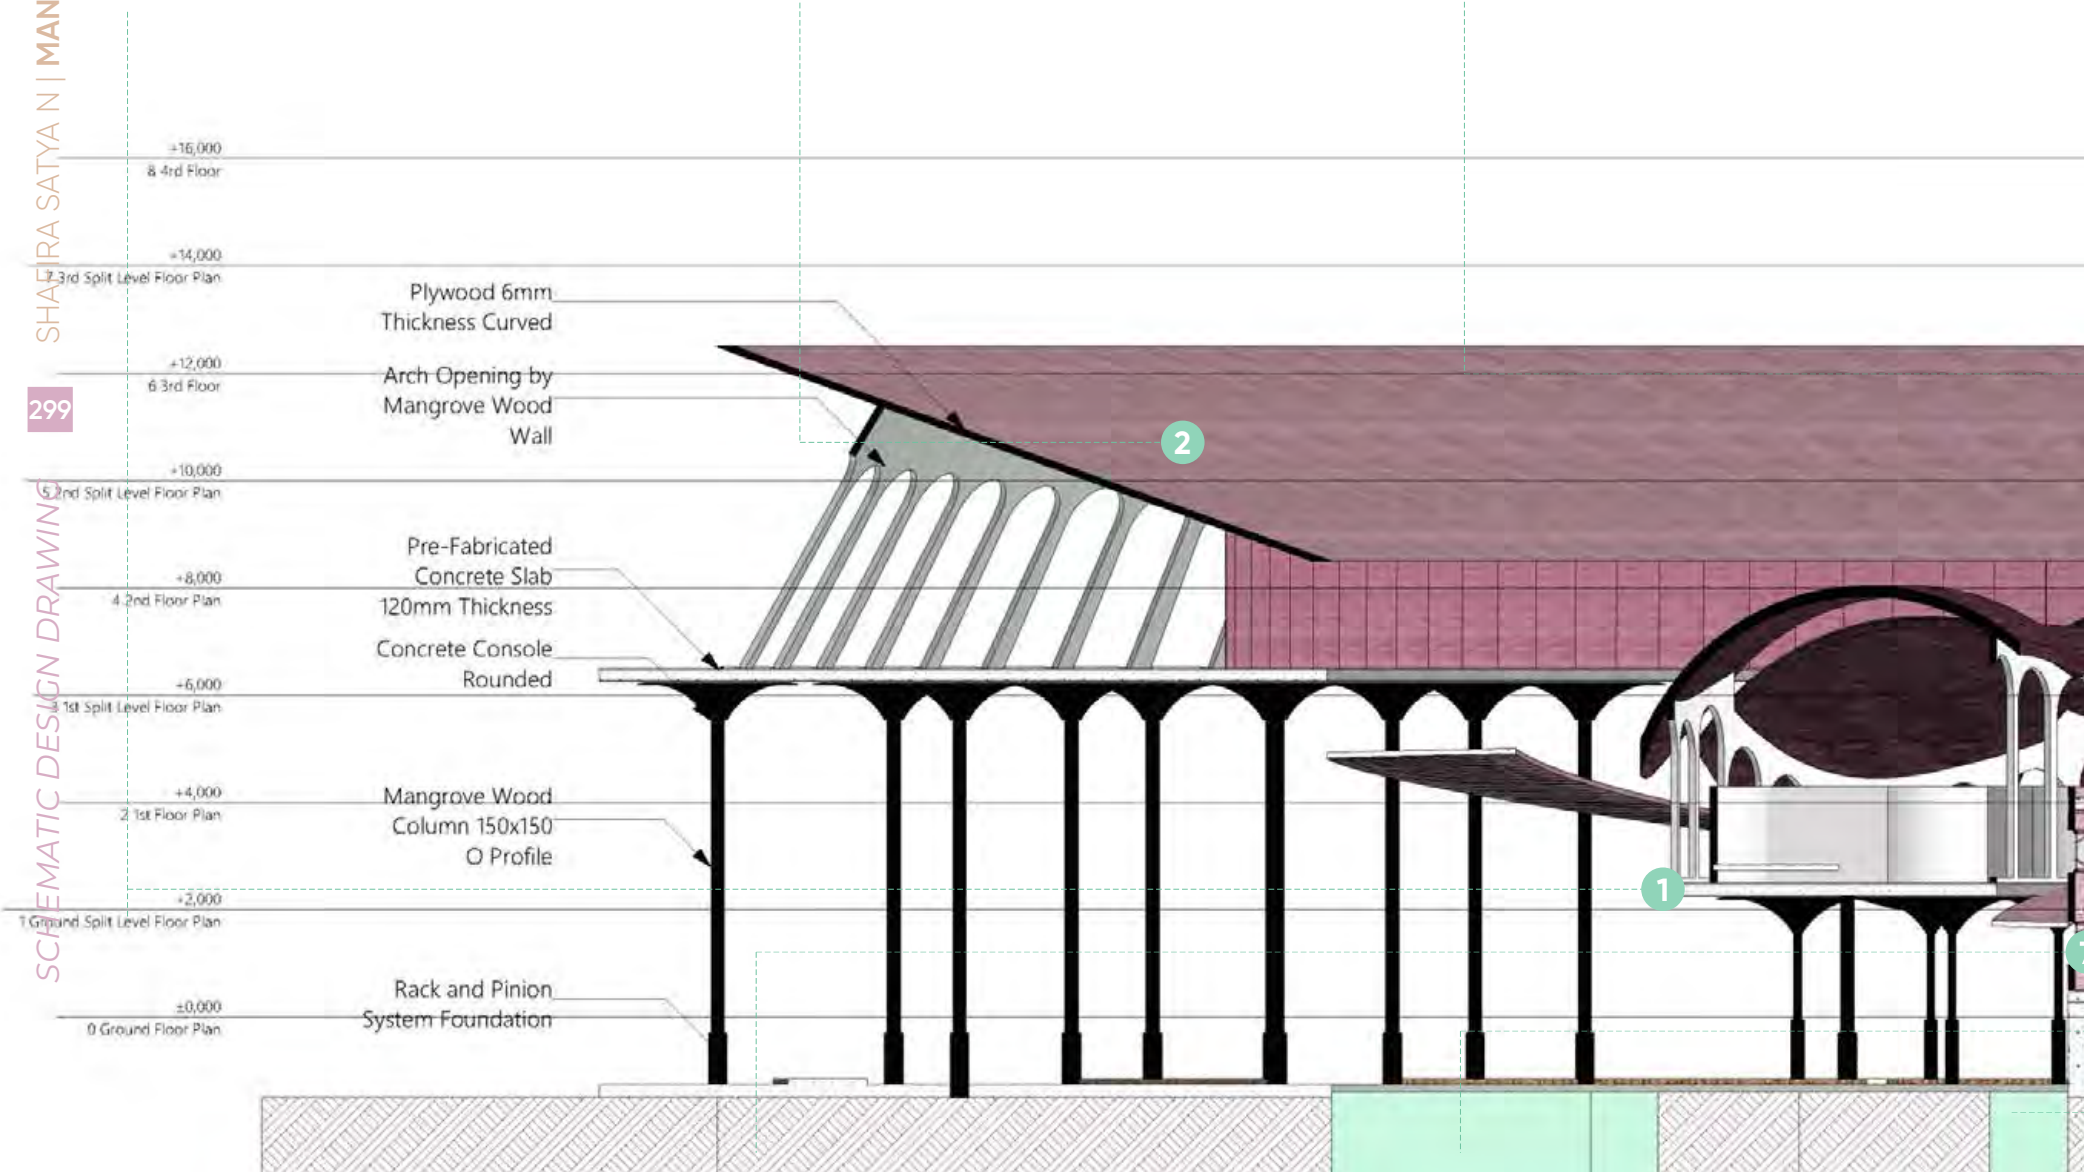 SHAFIRA SATYA N | MAN
299
SCHEMATIC DESIGN DRAWING
+16,000
8 4rd Floor
+14,000
7 3rd Split Level Floor Plan
+12,000
6 3rd Floor
+10,000
5 2nd Split Level Floor Plan
+8,000
4 2nd Floor Plan
+6,000
1st Split Level Floor Plan
+4,000
2 1st Floor Plan
+2,000
1 Ground Split Level Floor Plan
±0,000
0 Ground Floor Plan
Plywood 6mm
Thickness Curved
Arch Opening by
Mangrove Wood
Wall
Pre-Fabricated
Concrete Slab
120mm Thickness
Concrete Console
Rounded
Mangrove Wood
Column 150x150
O Profile
Rack and Pinion
System Foundation
2
1